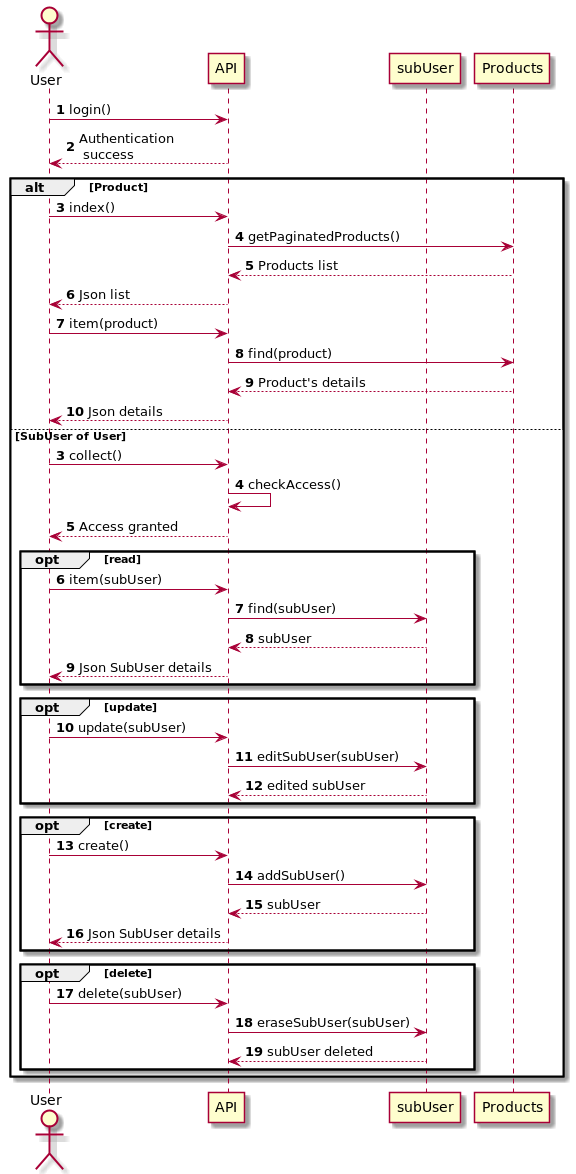 User
API
subUser
Products
1 login()
2 Authentication
success
alt [Product]
3 index()
4 getPaginatedProducts()
5 Products list
6 Json list
7 item(product)
8 find(product)
9 Product's details
10 Json details
[SubUser of User]
3 collect()
4 checkAccess()
5 Access granted
opt [read]
6 item(subUser)
7 find(subUser)
8 subUser
9 Json SubUser details
opt [update]
10 update(subUser)
11 editSubUser(subUser)
12 edited subUser
opt [create]
13 create()
14 addSubUser()
15 subUser
16 Json SubUser details
opt [delete]
17 delete(subUser)
18 eraseSubUser(subUser)
19 subUser deleted
User
API
subUser
Products